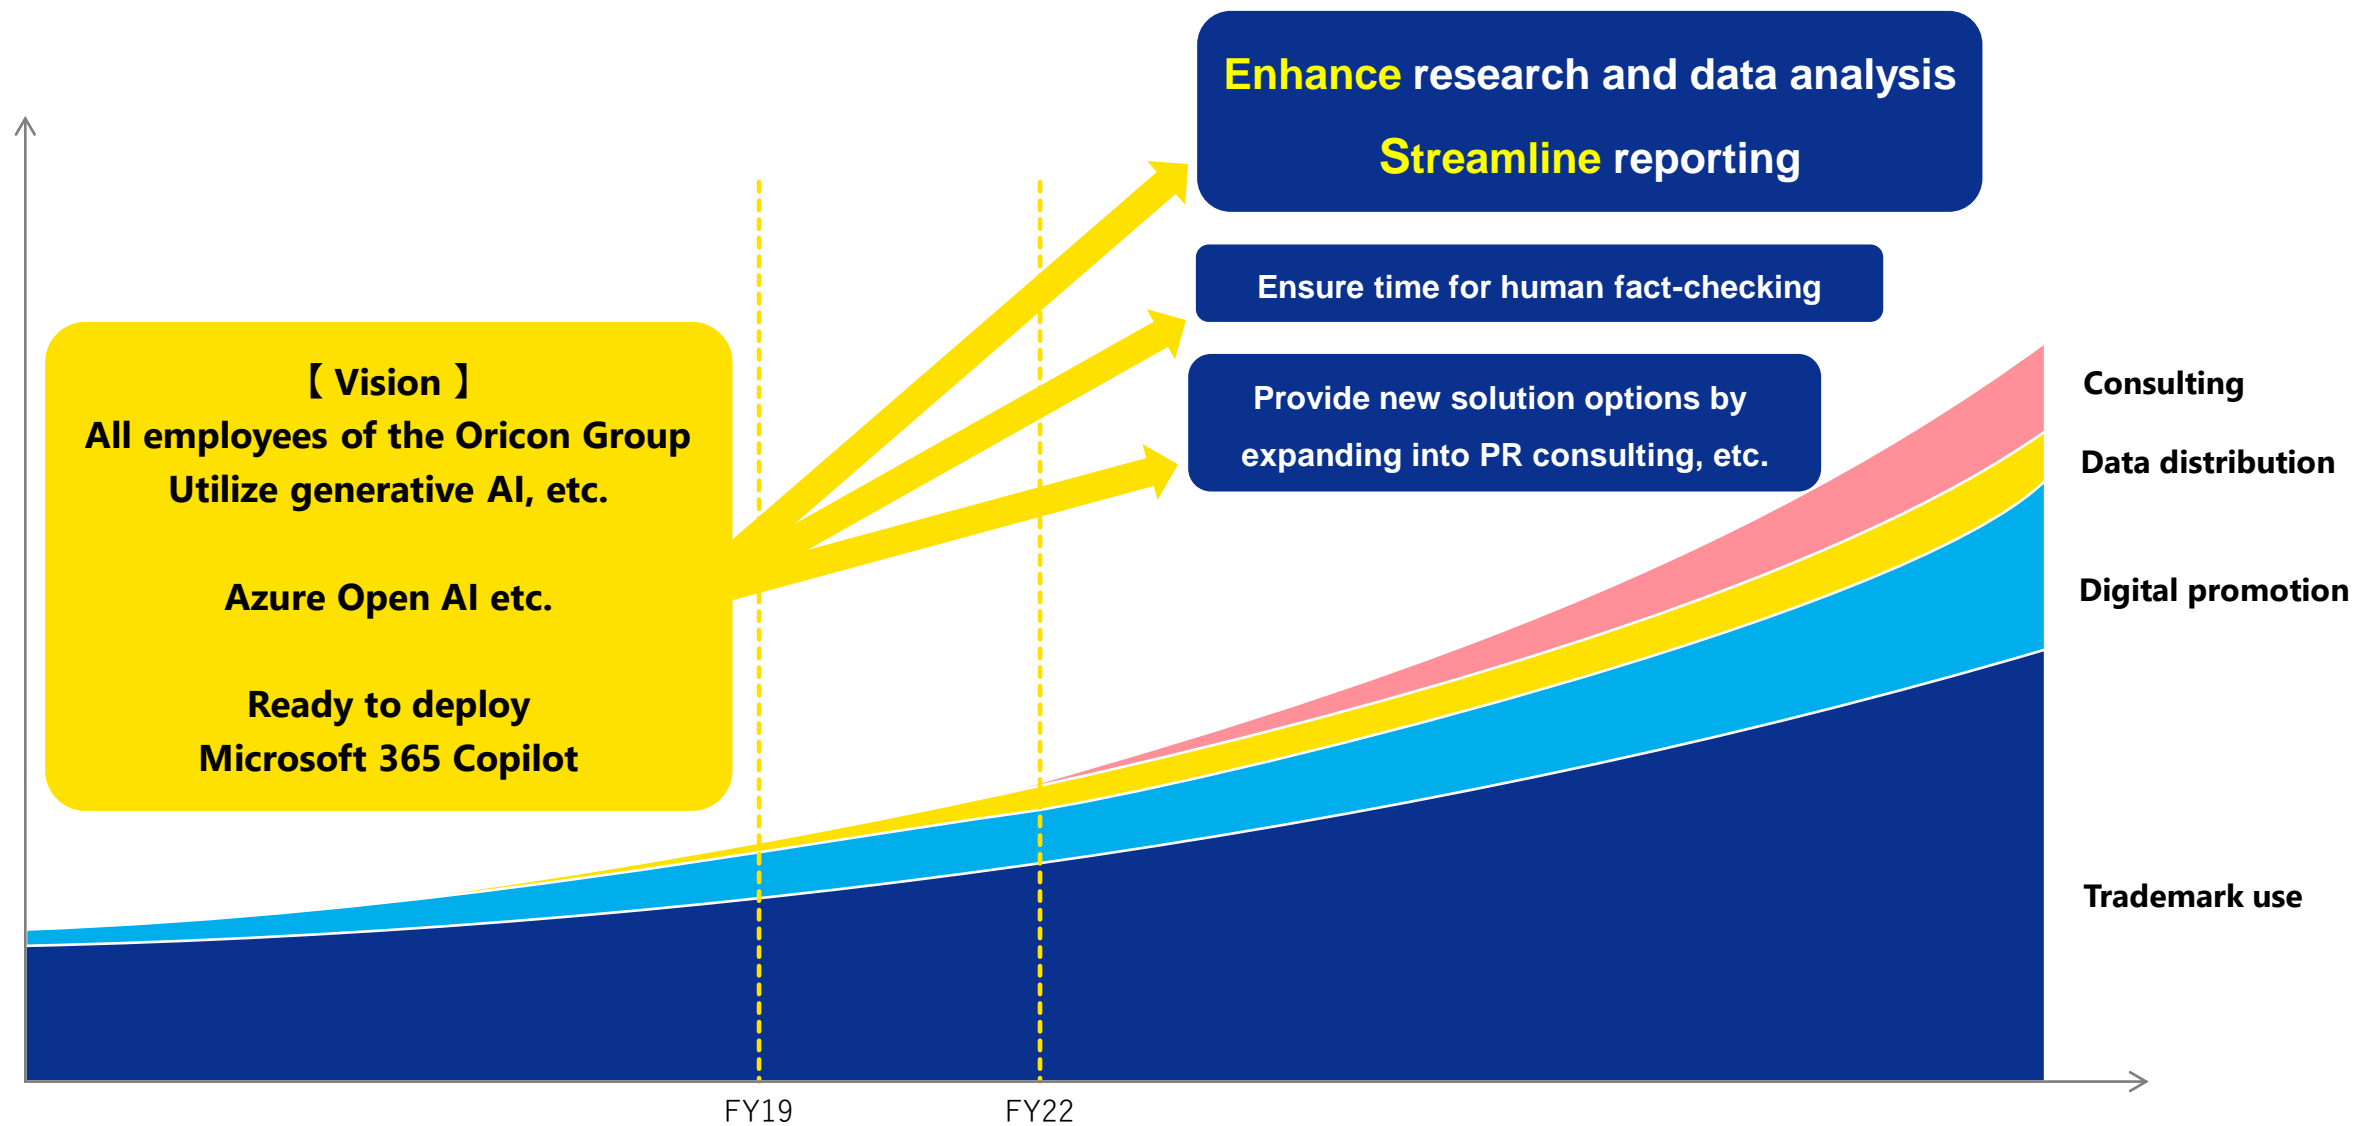 Enhance research and data analysis
Streamline reporting
Ensure time for human fact-checking
Provide new solution options by
expanding into PR consulting, etc.
【 Vision 】
All employees of the Oricon Group
Utilize generative AI, etc.
Azure Open AI etc.
Ready to deploy
Microsoft 365 Copilot
Consulting
Data distribution
Digital promotion
Trademark use
FY19
FY22